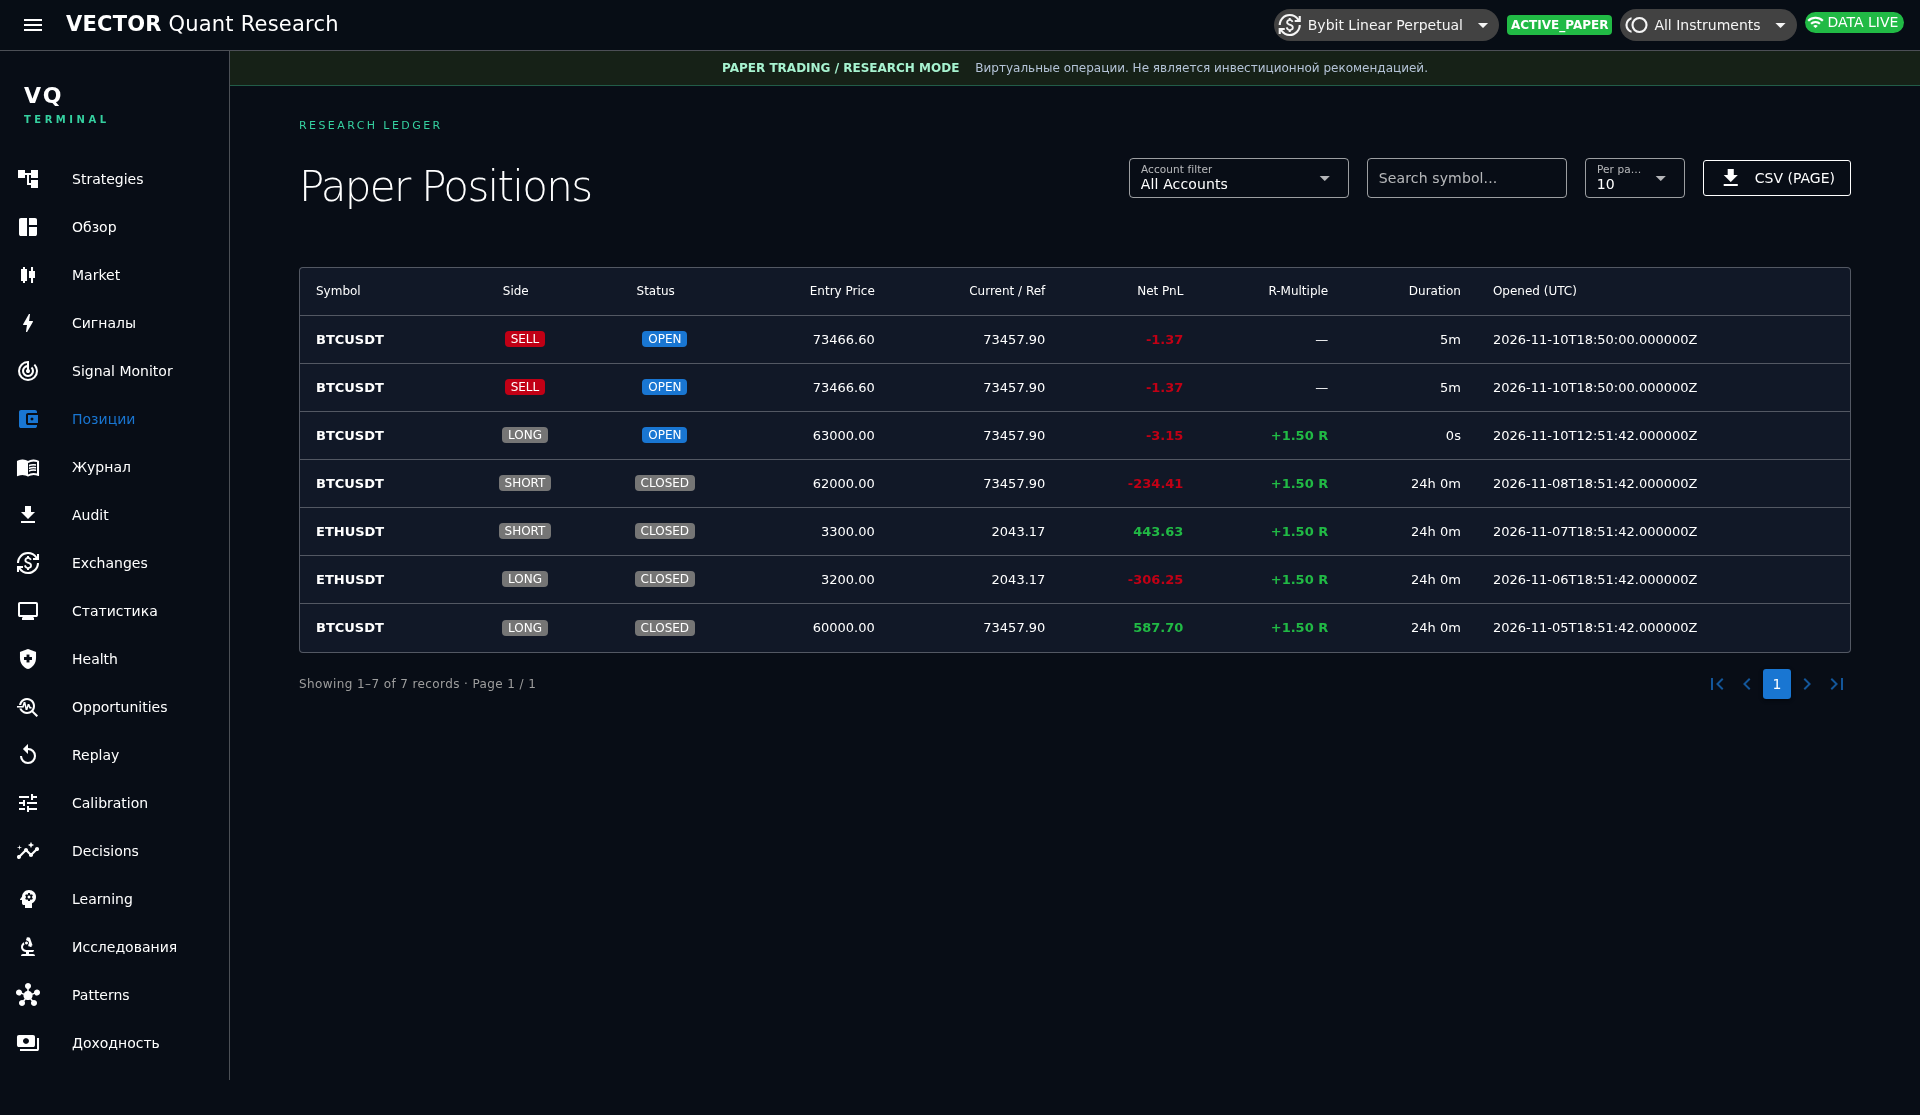 VECTOR Quant Research
Bybit Linear Perpetual
ACTIVE_PAPER
All Instruments
DATA LIVE
PAPER TRADING / RESEARCH MODE Виртуальные операции. Не является инвестиционной рекомендацией.
VQ
TERMINAL
Strategies
Обзор
Market
Сигналы
Signal Monitor
Позиции
Журнал
Audit
Exchanges
Статистика
Health
Opportunities
Replay
Calibration
Decisions
Learning
Исследования
Patterns
Доходность
RESEARCH LEDGER
Paper Positions
Account filter
All Accounts
Search symbol...
Per pa...
10
CSV (PAGE)
Symbol Side Status Entry Price Current / Ref Net PnL R-Multiple Duration Opened (UTC)
BTCUSDT SELL OPEN 73466.60 73457.90 -1.37 — 5m 2026-11-10T18:50:00.000000Z
BTCUSDT SELL OPEN 73466.60 73457.90 -1.37 — 5m 2026-11-10T18:50:00.000000Z
BTCUSDT LONG OPEN 63000.00 73457.90 -3.15 +1.50 R 0s 2026-11-10T12:51:42.000000Z
BTCUSDT SHORT CLOSED 62000.00 73457.90 -234.41 +1.50 R 24h 0m 2026-11-08T18:51:42.000000Z
ETHUSDT SHORT CLOSED 3300.00 2043.17 443.63 +1.50 R 24h 0m 2026-11-07T18:51:42.000000Z
ETHUSDT LONG CLOSED 3200.00 2043.17 -306.25 +1.50 R 24h 0m 2026-11-06T18:51:42.000000Z
BTCUSDT LONG CLOSED 60000.00 73457.90 587.70 +1.50 R 24h 0m 2026-11-05T18:51:42.000000Z
Showing 1–7 of 7 records · Page 1 / 1
1